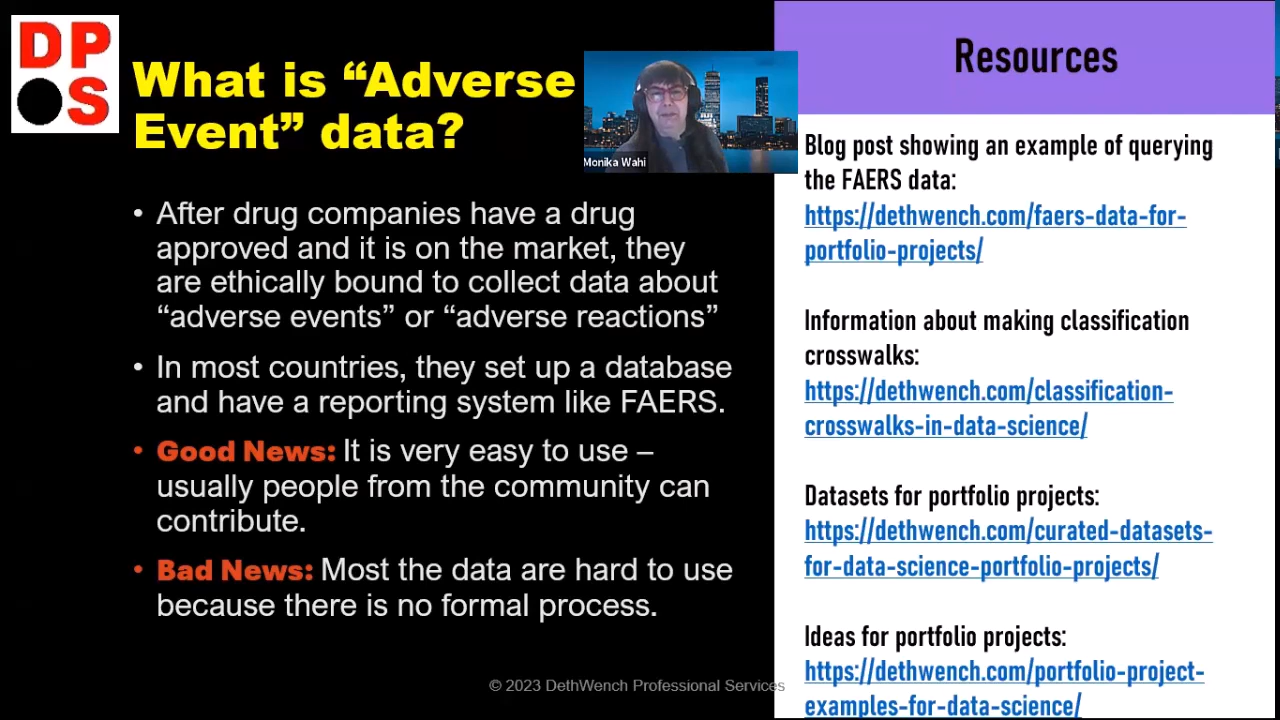 DP
S
What is “Adverse
Event” data?
Monika Wahi
• After drug companies have a drug
approved and it is on the market, they
are ethically bound to collect data about
“adverse events” or “adverse reactions”
• In most countries, they set up a database
and have a reporting system like FAERS.
• Good News: It is very easy to use –
usually people from the community can
contribute.
• Bad News: Most the data are hard to use
because there is no formal process.
© 2023 DethWench Professional Services
Resources
Blog post showing an example of querying
the FAERS data:
https://dethwench.com/faers-data-for-
portfolio-projects/
Information about making classification
crosswalks:
https://dethwench.com/classification-
crosswalks-in-data-science/
Datasets for portfolio projects:
https://dethwench.com/curated-datasets-
for-data-science-portfolio-projects/
Ideas for portfolio projects:
https://dethwench.com/portfolio-project-
examples-for-data-science/